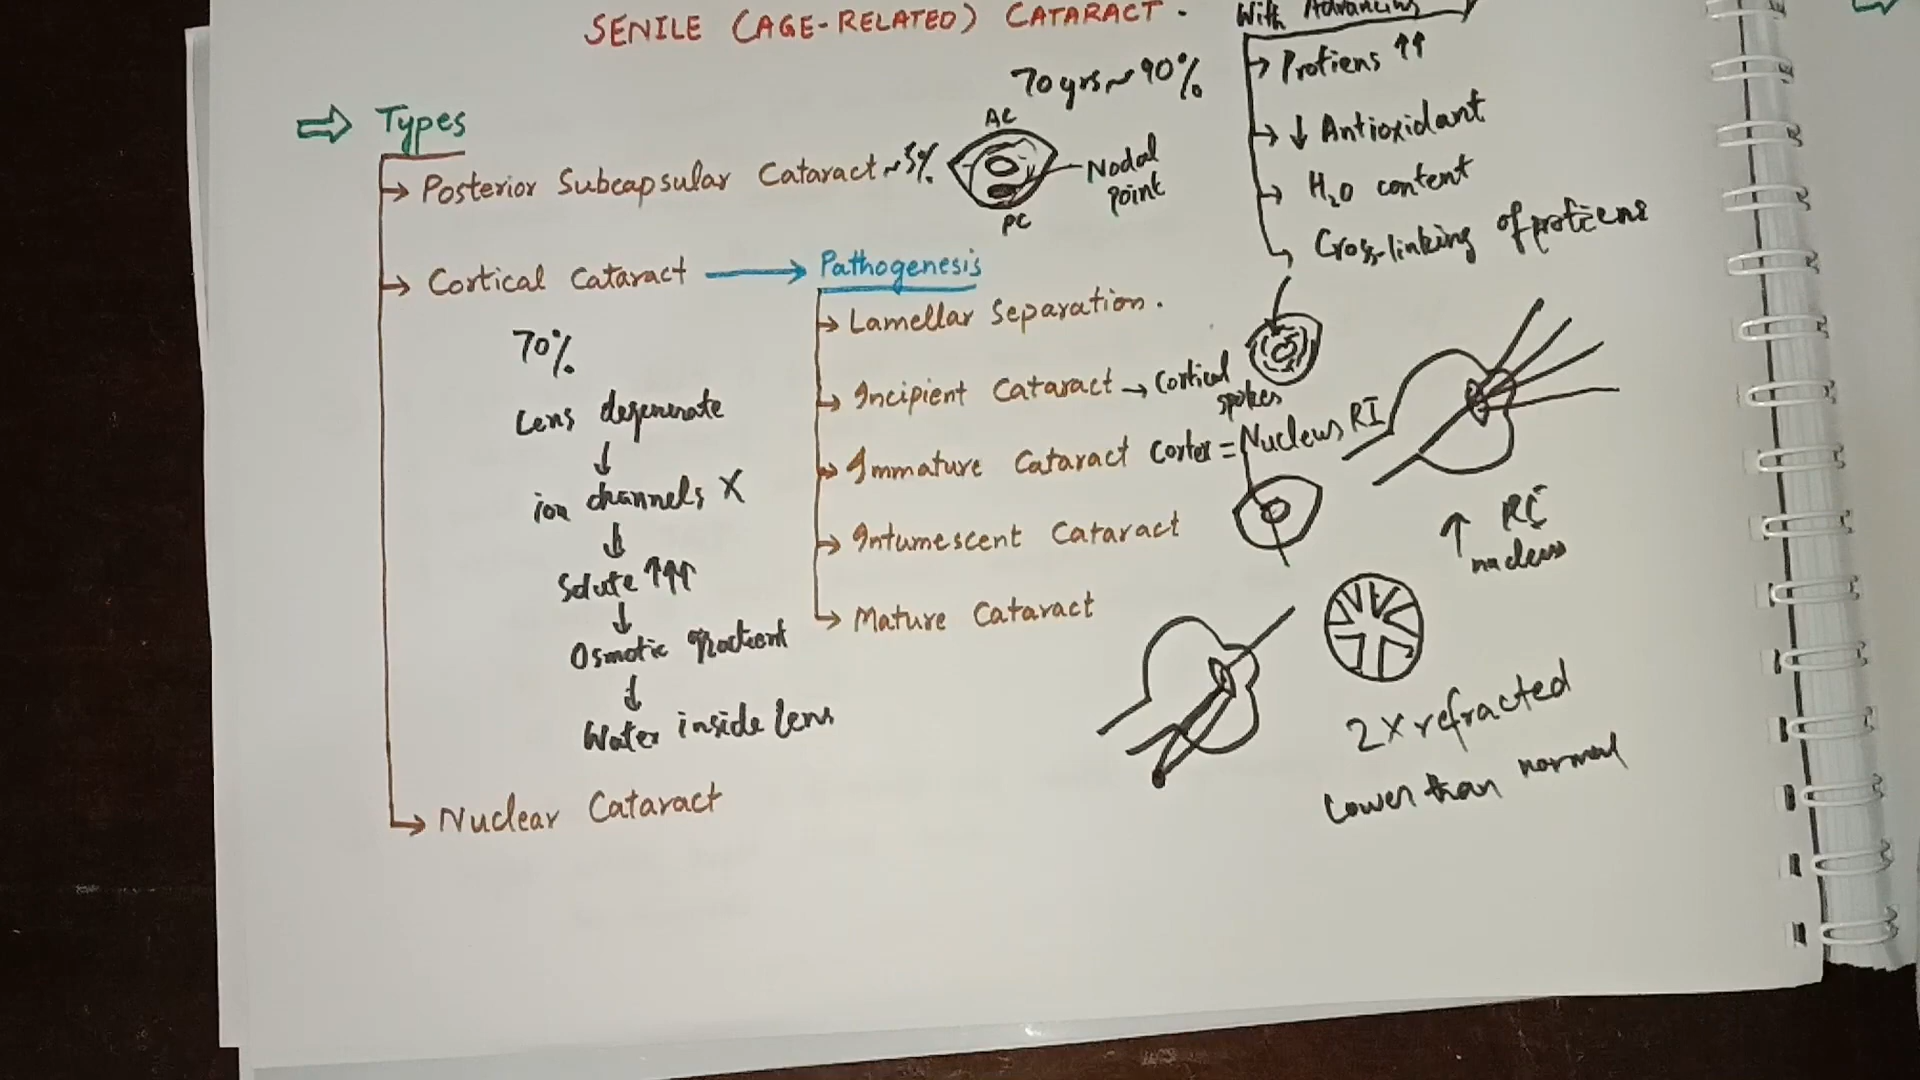 SENILE (AGE-RELATED) CATARACT.
With Advancing
Protiens ↑↑
↓ Antioxidant
H₂O content
Cross-linking of protiens
70 yrs ~ 90%
Types
Posterior Subcapsular Cataract ~5%
AC
Nodal
Point
PC
Cortical Cataract → Pathogenesis
70%
Lens degenerate
↓
ion channels X
↓
Solute ↑↑↑
↓
Osmotic gradient
↓
Water inside lens
Lamellar Separation.
Incipient Cataract → Cortical
spokes
Immature Cataract Cortex = Nucleus RI
Intumescent Cataract
Mature Cataract
↑ RI
nucleus
2X refracted
Lower than normal
Nuclear Cataract